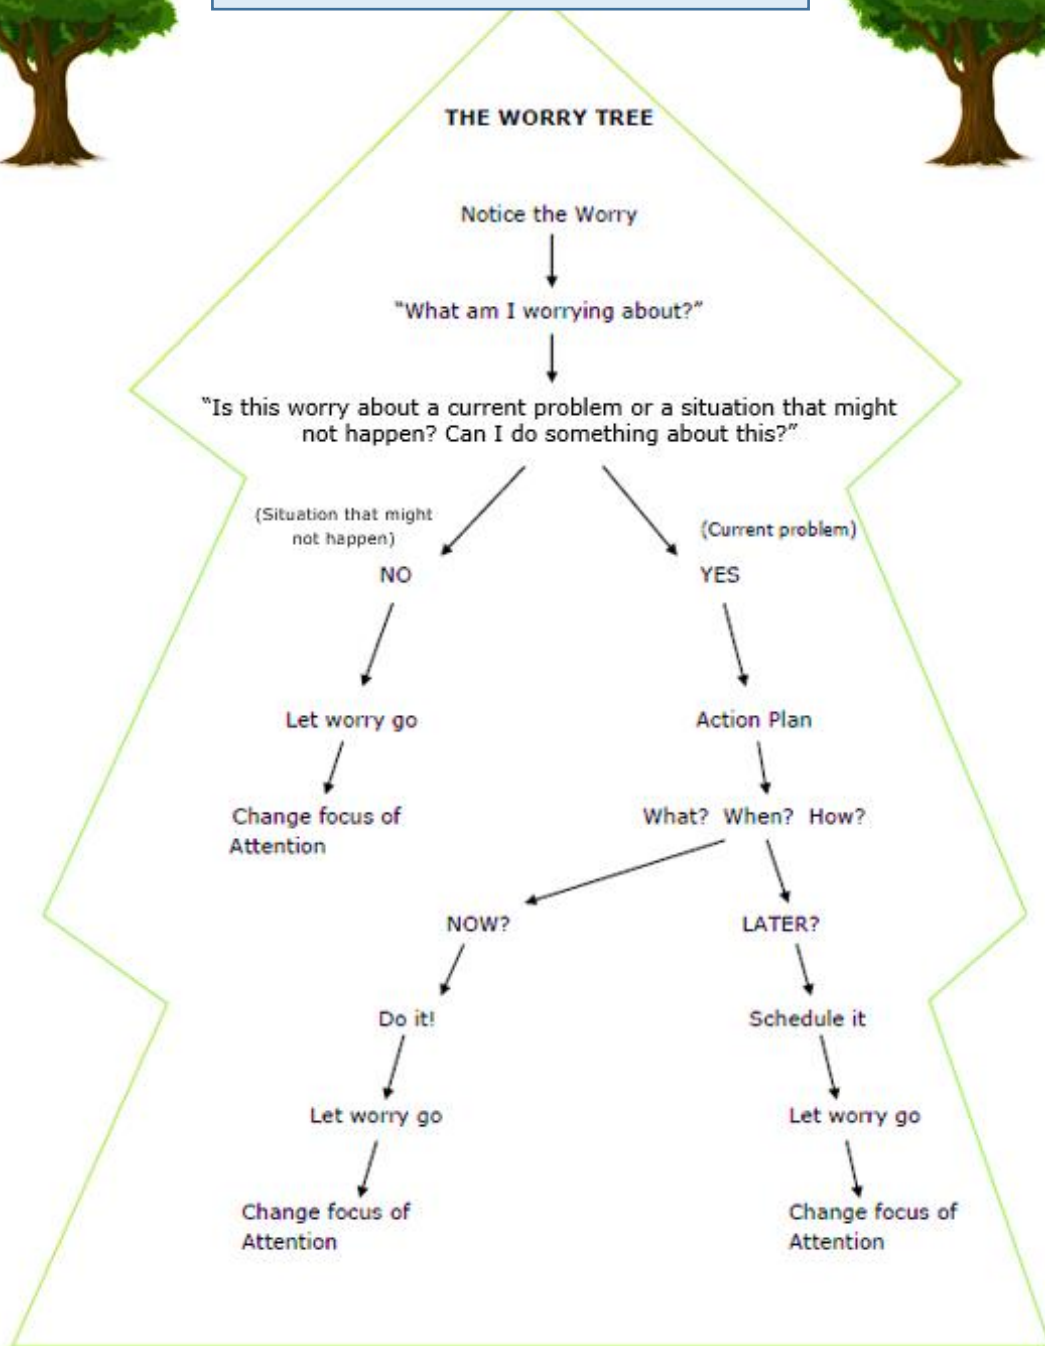 THE WORRY TREE
Notice the Worry
“What am I worrying about?”
“Is this worry about a current problem or a situation that might
not happen? Can I do something about this?”
(Situation that might
not happen)
(Current problem)
NO
YES
Let worry go
Action Plan
Change focus of
Attention
What? When? How?
NOW?
LATER?
Do it!
Schedule it
Let worry go
Let worry go
Change focus of
Attention
Change focus of
Attention